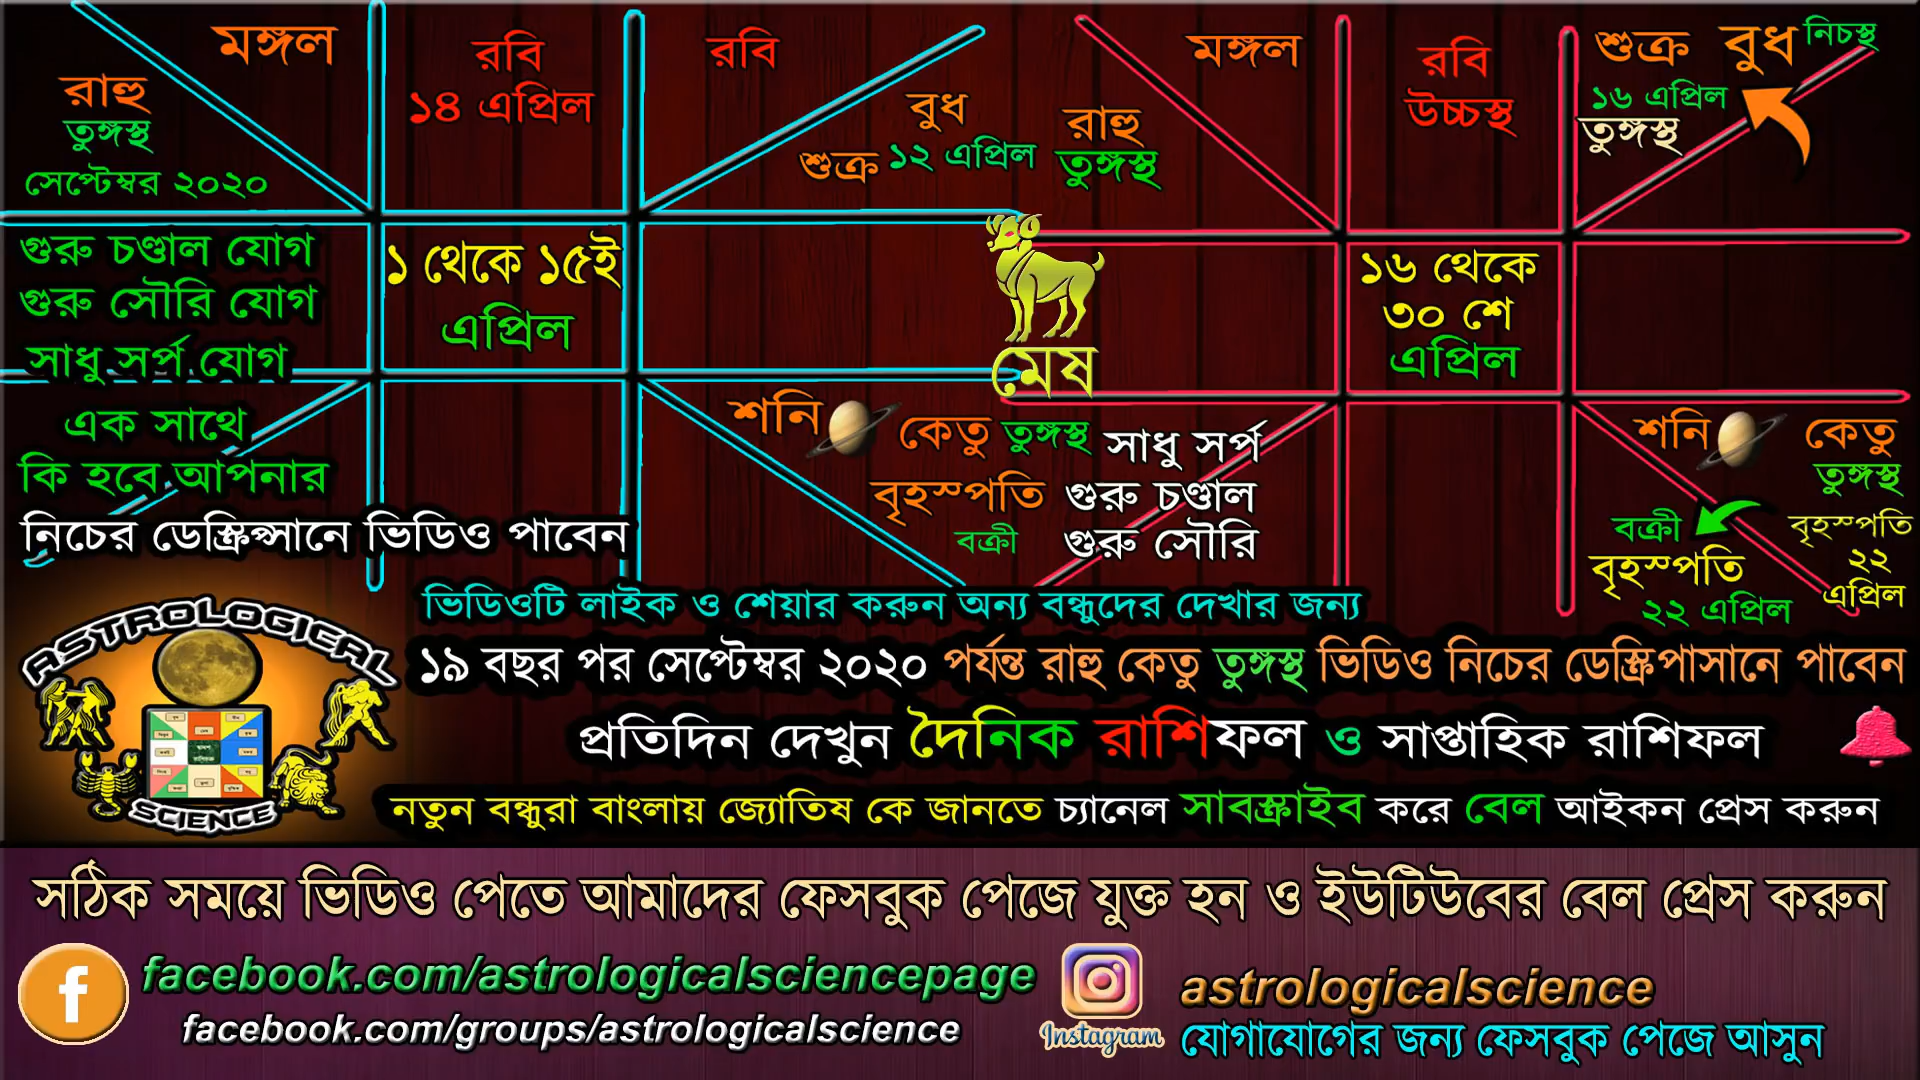 মঙ্গল
রাহু
তুঙ্গস্থ
সেপ্টেম্বর ২০২০
রবি
১৪ এপ্রিল
রবি
বুধ
শুক্র ১২ এপ্রিল
গুরু চণ্ডাল যোগ
গুরু সৌরি যোগ
সাধু সর্প যোগ
এক সাথে
কি হবে আপনার
নিচের ডেস্ক্রিপ্সানে ভিডিও পাবেন
১ থেকে ১৫ই
এপ্রিল
মেষ
শনি কেতু তুঙ্গস্থ সাধু সর্প
বৃহস্পতি গুরু চণ্ডাল
বক্রী গুরু সৌরি
মঙ্গল
রাহু
তুঙ্গস্থ
রবি
উচ্চস্থ
শুক্র বুধ নিচস্থ
১৬ এপ্রিল
তুঙ্গস্থ
১৬ থেকে
৩০ শে
এপ্রিল
শনি কেতু
তুঙ্গস্থ
বক্রী
বৃহস্পতি
২২ এপ্রিল
বৃহস্পতি
২২
এপ্রিল
ভিডিওটি লাইক ও শেয়ার করুন অন্য বন্ধুদের দেখার জন্য
১৯ বছর পর সেপ্টেম্বর ২০২০ পর্যন্ত রাহু কেতু তুঙ্গস্থ ভিডিও নিচের ডেস্ক্রিপাসানে পাবেন
প্রতিদিন দেখুন দৈনিক রাশিফল ও সাপ্তাহিক রাশিফল
নতুন বন্ধুরা বাংলায় জ্যোতিষ কে জানতে চ্যানেল সাবস্ক্রাইব করে বেল আইকন প্রেস করুন
ASTROLOGICAL
SCIENCE
সঠিক সময়ে ভিডিও পেতে আমাদের ফেসবুক পেজে যুক্ত হন ও ইউটিউবের বেল প্রেস করুন
facebook.com/astrologicalsciencepage
facebook.com/groups/astrologicalscience
Instagram
astrologicalscience
যোগাযোগের জন্য ফেসবুক পেজে আসুন